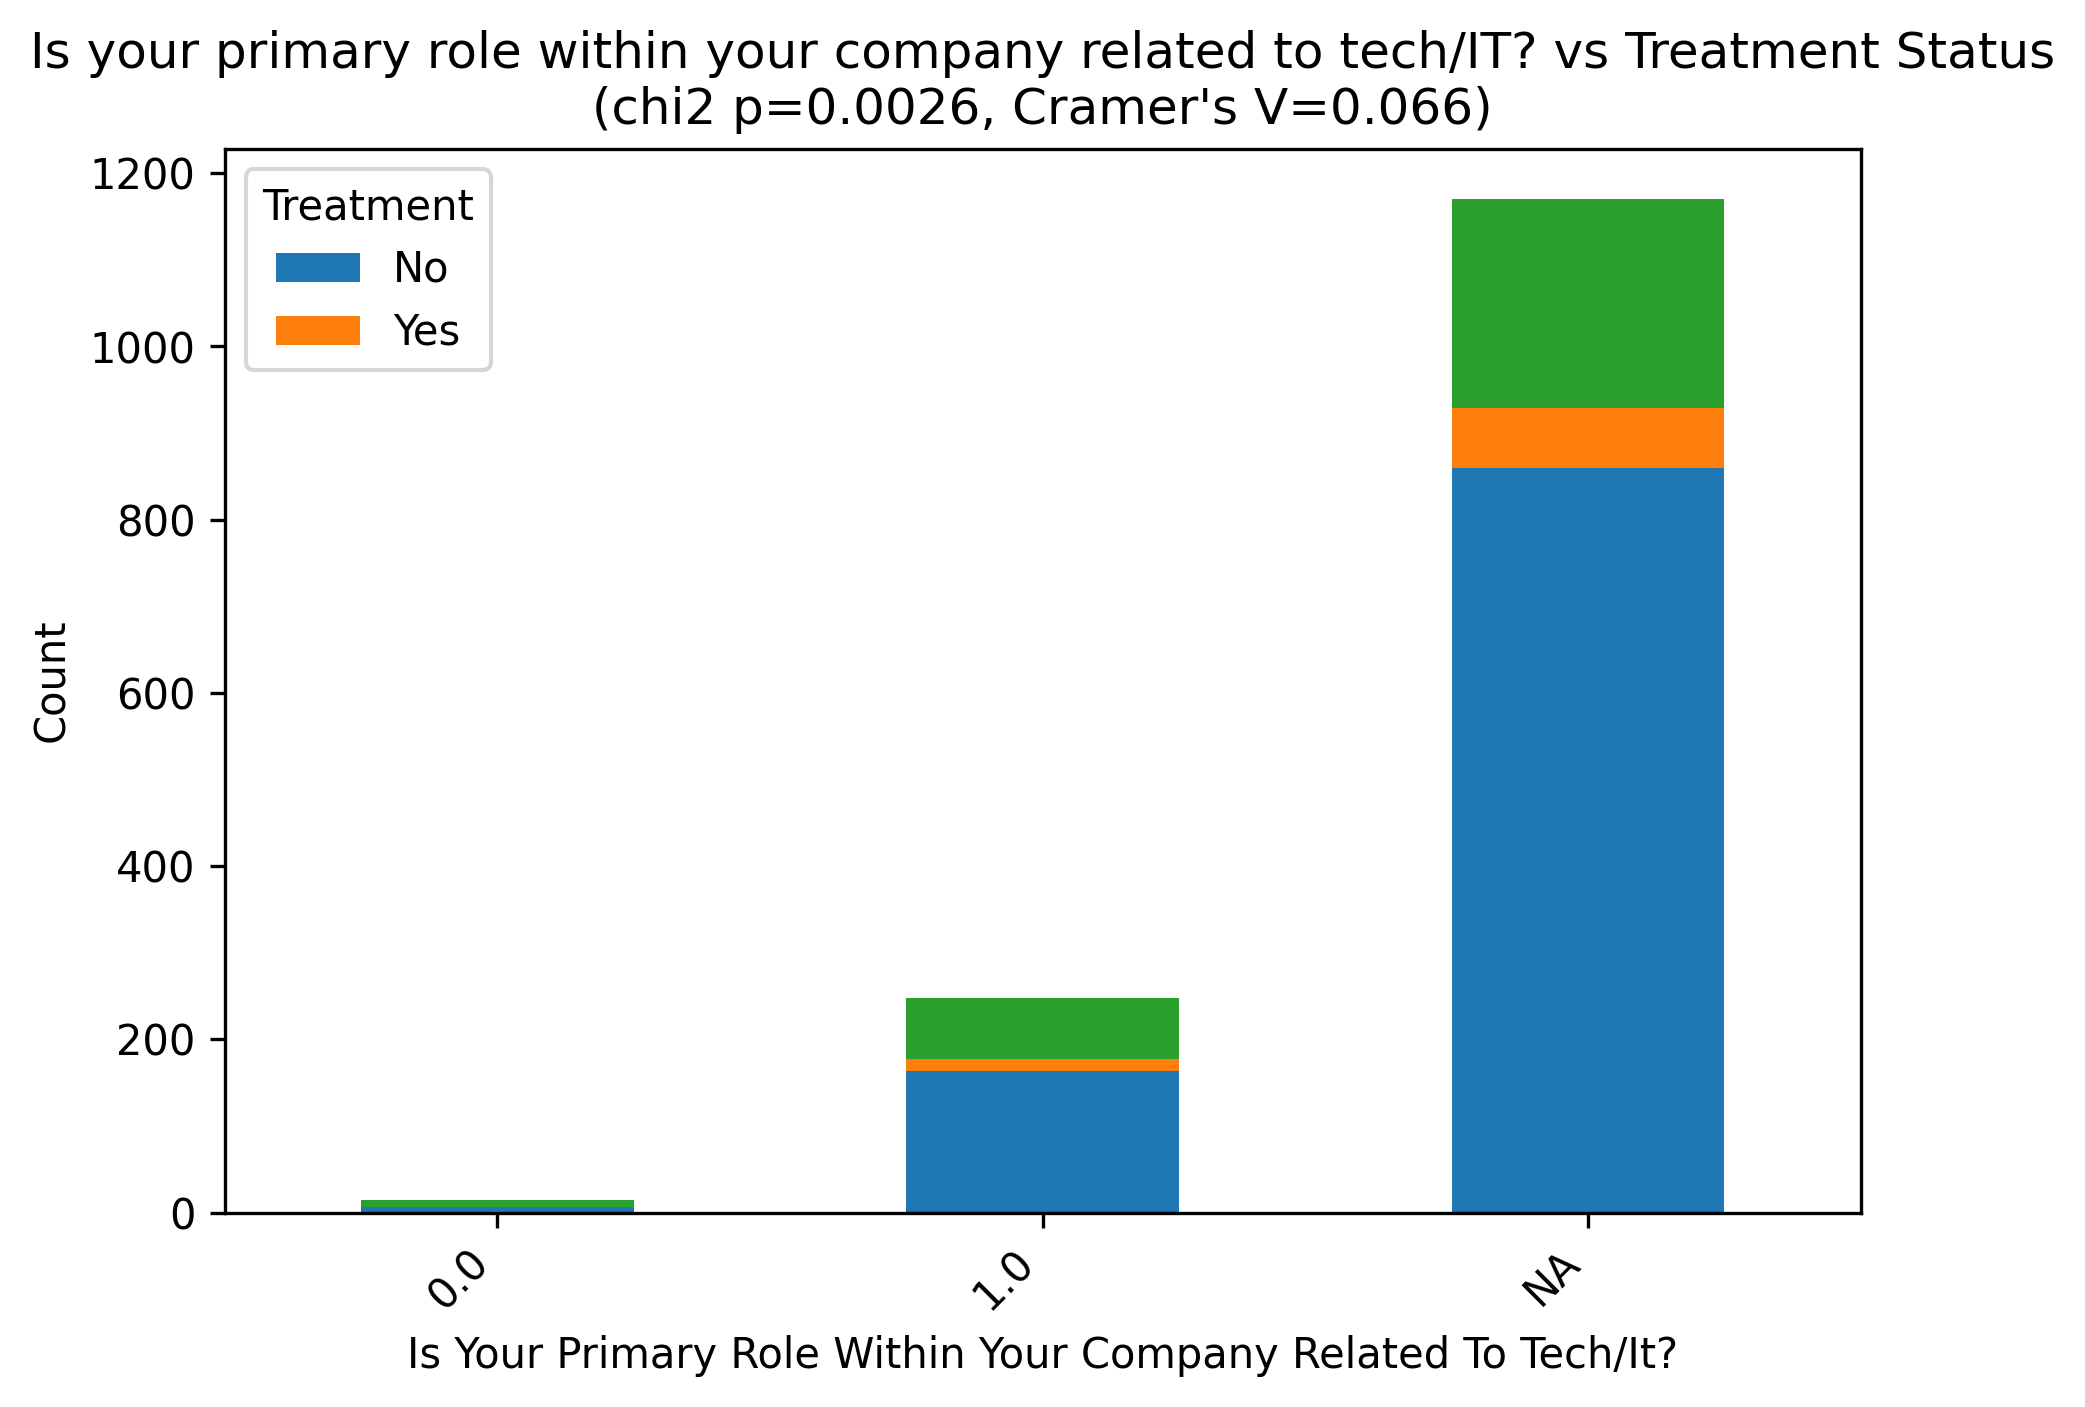 Is your primary role within your company related to tech/IT? vs Treatment Status
(chi2 p=0.0026, Cramer's V=0.066)
1200
1000
800
600
400
200
0
Count
Treatment
No
Yes
0.0
1.0
NA
Is Your Primary Role Within Your Company Related To Tech/It?